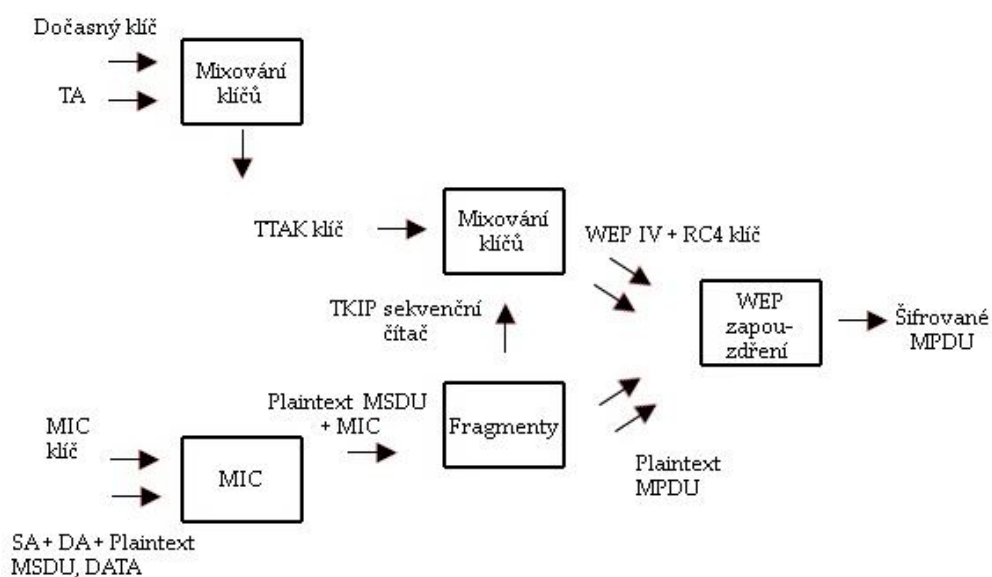 Dočasný klíč
TA
Mixování
klíčů
TTAK klíč
Mixování
klíčů
WEP IV + RC4 klíč
TKIP sekvenční
čítač
WEP
zapou-
zdření
Šifrované
MPDU
MIC
klíč
Plaintext MSDU
+ MIC
Fragmenty
MIC
Plaintext
MPDU
SA + DA + Plaintext
MSDU, DATA